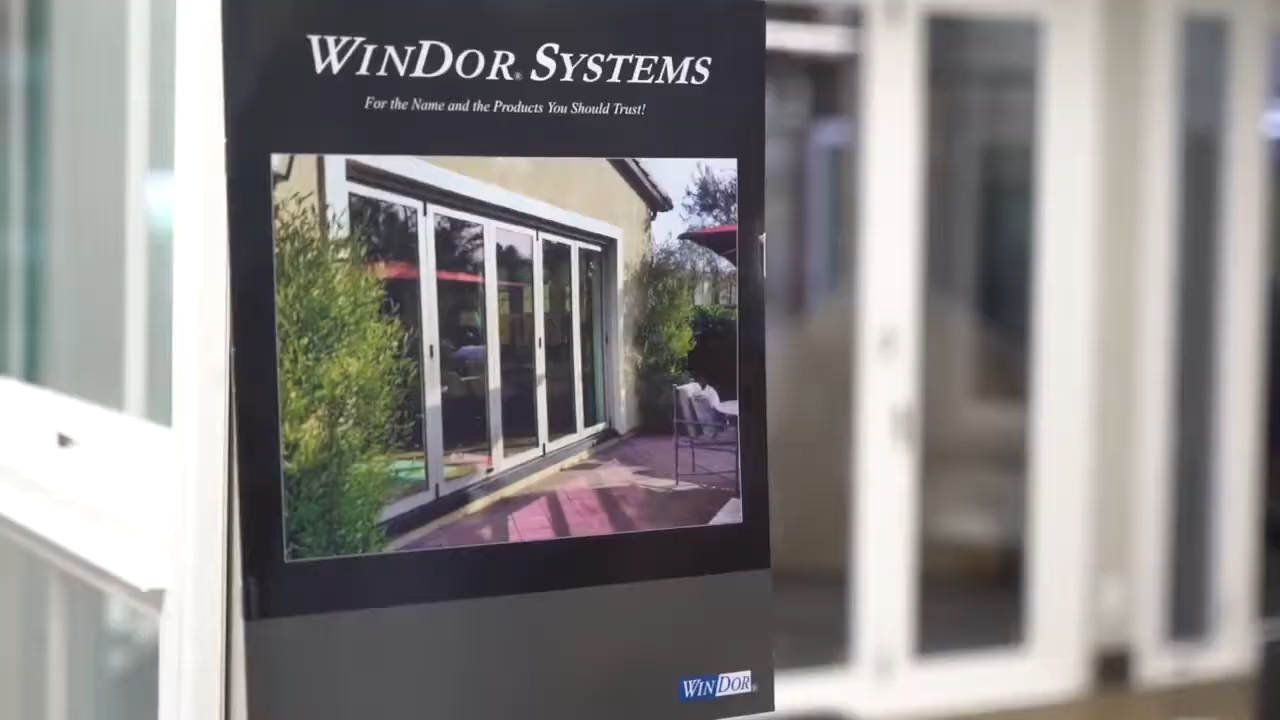 WINDOR® SYSTEMS
For the Name and the Products You Should Trust!
WINDOR®